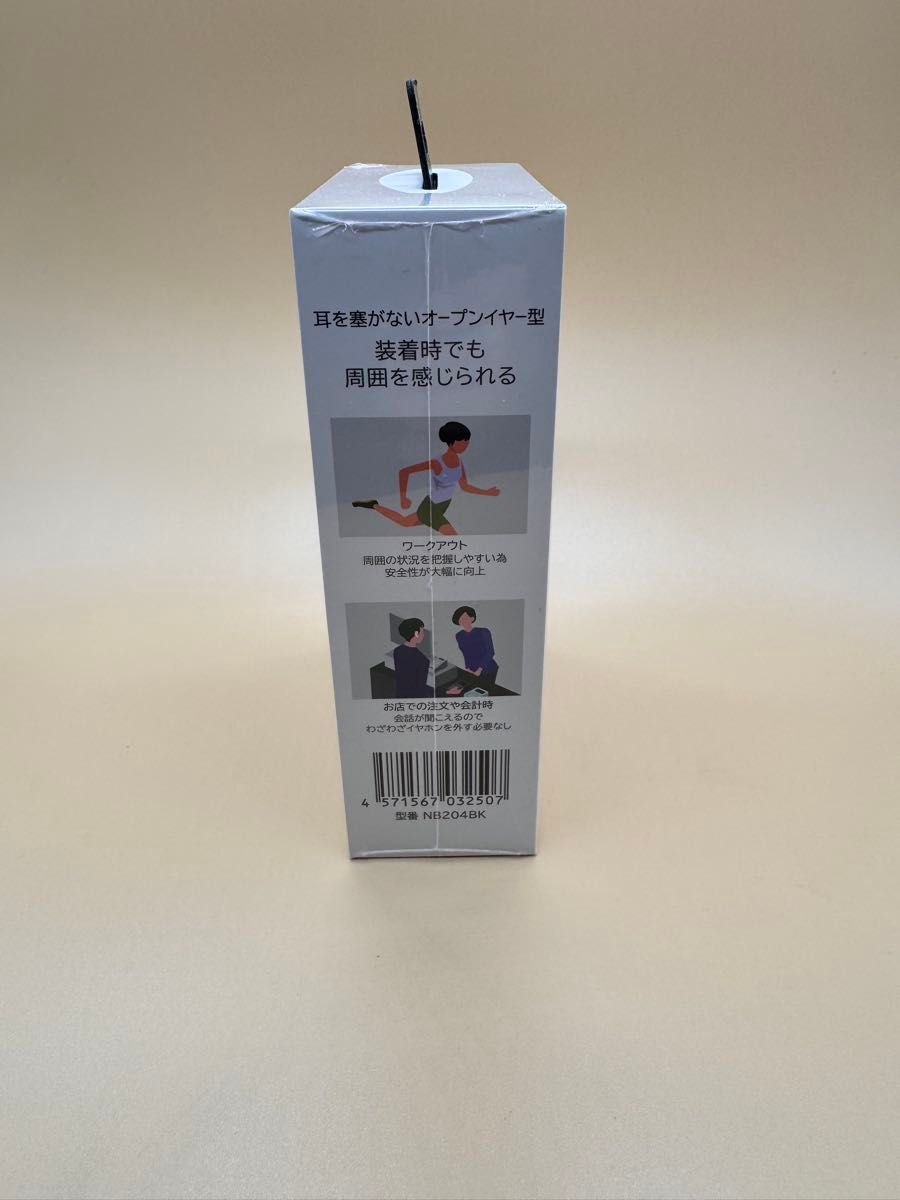 耳を塞がないオープンイヤー型
装着時でも
周囲を感じられる
ワークアウト
周囲の状況を把握しやすい為
安全性が大幅に向上
お店での注文や会計時
会話が聞こえるので
わざわざイヤホンを外す必要なし
4 571567 032507
型番 NB204BK